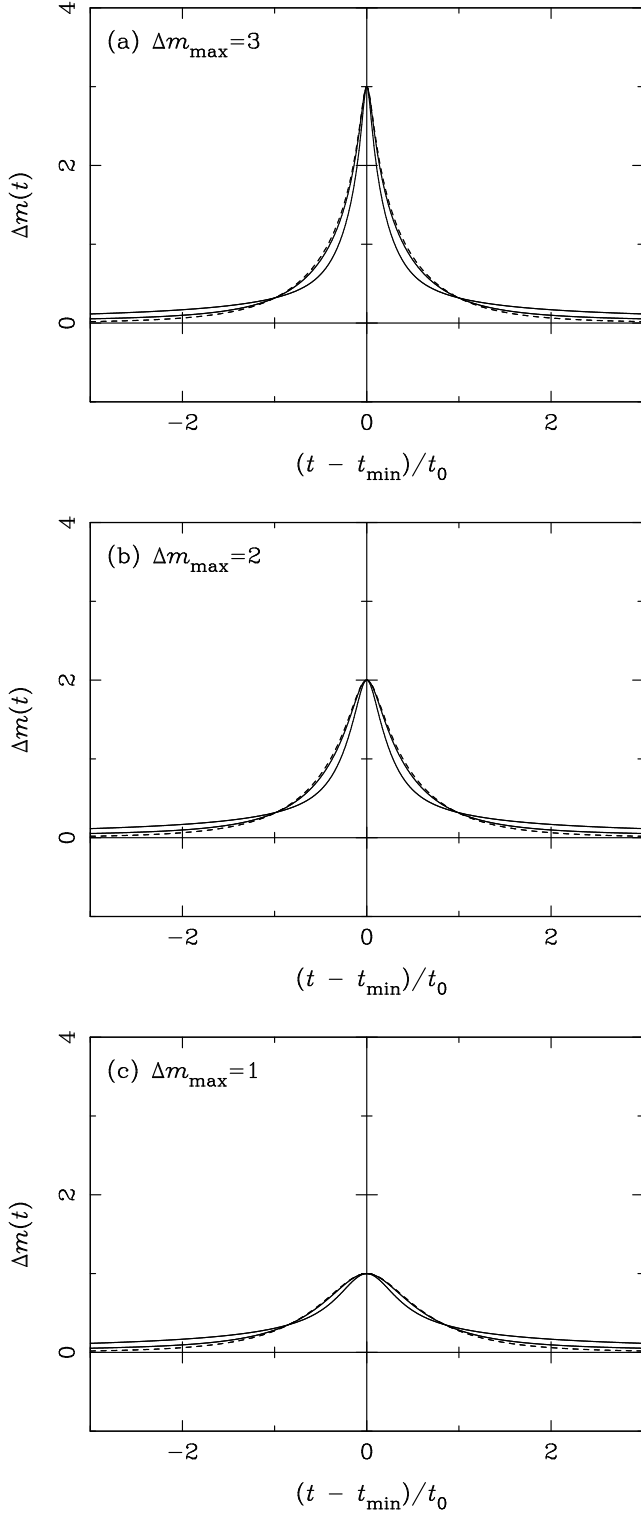 (a) Δm_max=3
4
2
0
Δm(t)
−2 0 2
(t − t_min)/t_0
(b) Δm_max=2
4
2
0
Δm(t)
−2 0 2
(t − t_min)/t_0
(c) Δm_max=1
4
2
0
Δm(t)
−2 0 2
(t − t_min)/t_0